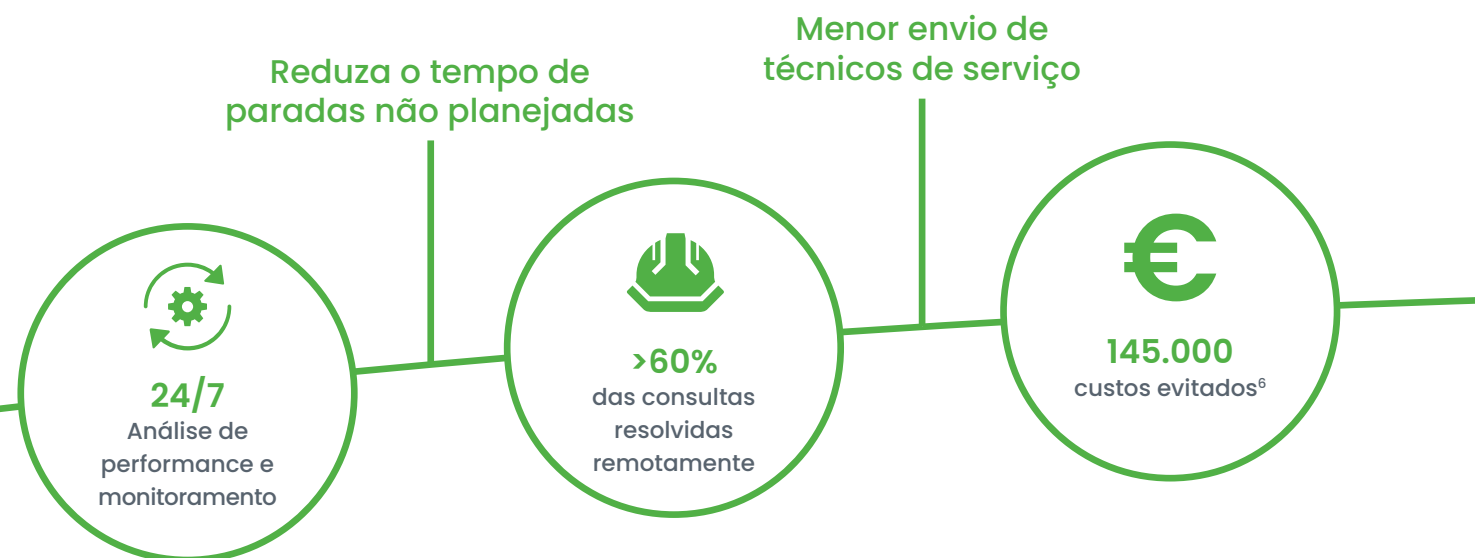 Reduza o tempo de
paradas não planejadas
Menor envio de
técnicos de serviço
24/7
Análise de
performance e
monitoramento
>60%
das consultas
resolvidas
remotamente
€
145.000
custos evitados⁶